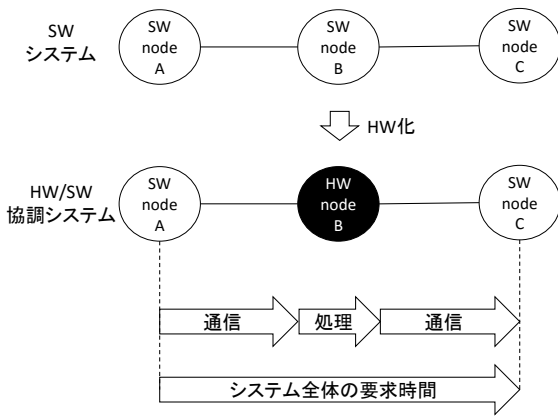 SW
システム
SW
node
A
SW
node
B
SW
node
C
HW化
HW/SW
協調システム
SW
node
A
HW
node
B
SW
node
C
通信
処理
通信
システム全体の要求時間